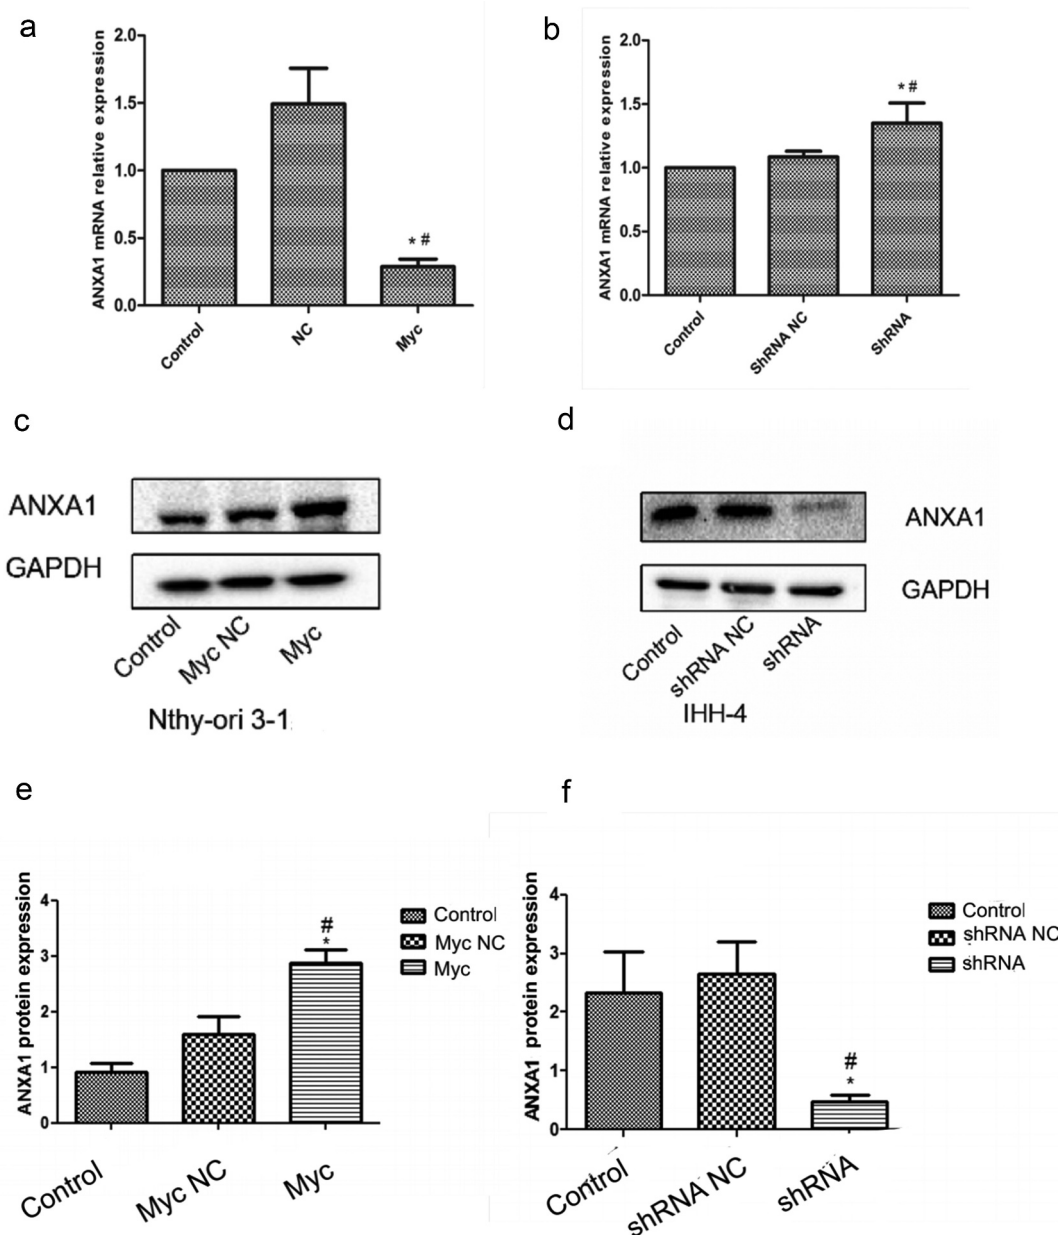 a
ANXA1 mRNA relative expression
2.0
1.5
1.0
0.5
0.0
* #
Control
NC
Myc
b
ANXA1 mRNA relative expression
2.0
1.5
1.0
0.5
0.0
* #
Control
ShRNA NC
ShRNA
c
ANXA1
GAPDH
Control
Myc NC
Myc
Nthy-ori 3-1
d
ANXA1
GAPDH
Control
shRNA NC
shRNA
IHH-4
e
ANXA1 protein expression
4
3
2
1
0
#
*
Control
Myc NC
Myc
Control
Myc NC
Myc
f
ANXA1 protein expression
4
3
2
1
0
#
*
Control
shRNA NC
shRNA
Control
shRNA NC
shRNA